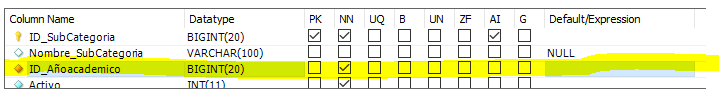 Column Name Datatype PK NN UQ B UN ZF AI G Default/Expression
ID_SubCategoria BIGINT(20)
Nombre_SubCategoria VARCHAR(100) NULL
ID_Añoacademico BIGINT(20)
Activo INT(11)